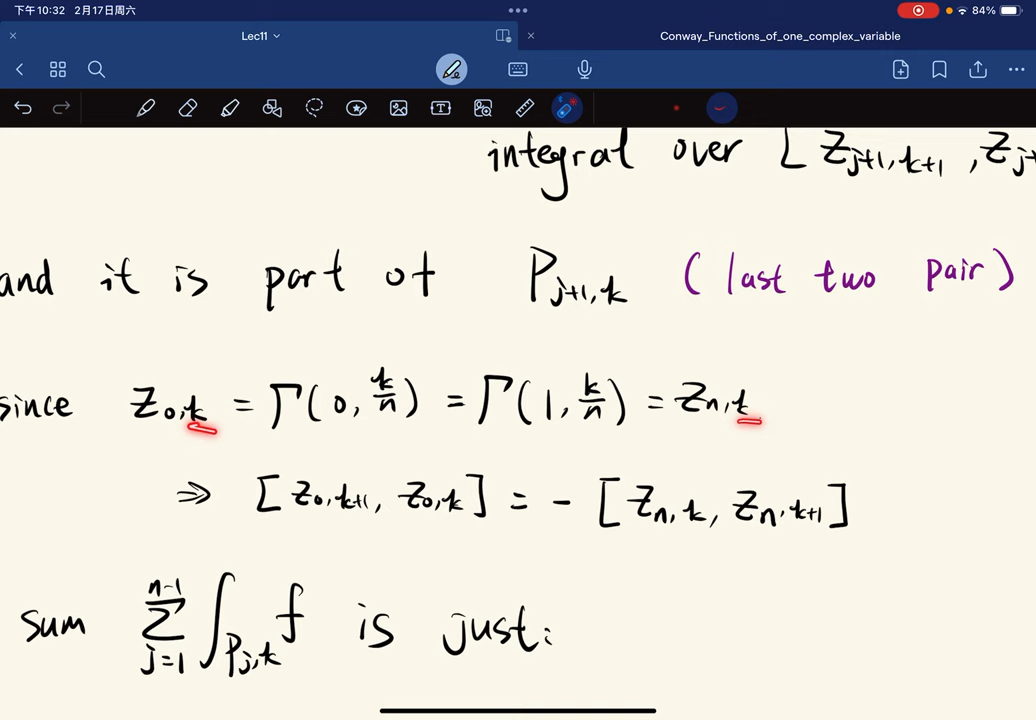 下午10:32 2月17日周六
84%
Lec11
Conway_Functions_of_one_complex_variable
integral over [ Z_{j+1,k+1} , Z_{j+
and it is part of P_{j+1,k} (last two pair)
since Z_{0,k} = Γ(0, k/n) = Γ(1, k/n) = Z_{n,k}
⇒ [Z_{0,k+1}, Z_{0,k}] = - [Z_{n,k}, Z_{n,k+1}]
sum ∑_{j=1}^{n-1} ∫_{P_{j,k}} f is just: